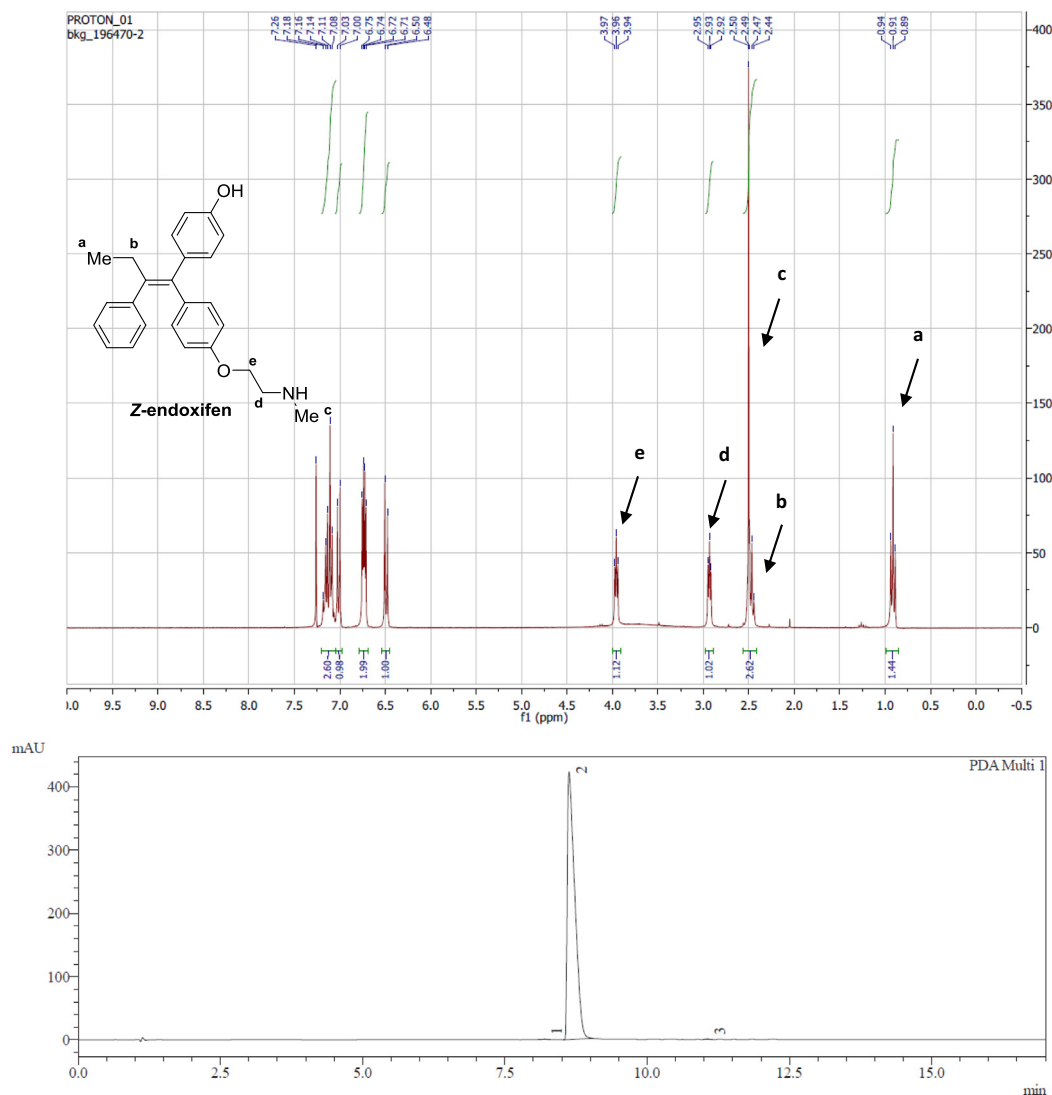 PROTON_01
bkg_196470-2
7.26
7.18
7.16
7.14
7.11
7.08
7.03
7.00
6.75
6.74
6.72
6.71
6.50
6.48
3.97
3.96
3.94
2.95
2.93
2.92
2.50
2.49
2.47
2.44
0.94
0.91
0.89
400
350
300
250
200
150
100
50
0
OH
a
b
Me
O
e
d
NH
c
Me
Z-endoxifen
c
a
e
d
b
2.60
0.98
1.99
1.00
1.12
1.02
2.62
1.44
).0 9.5 9.0 8.5 8.0 7.5 7.0 6.5 6.0 5.5 5.0 4.5 4.0 3.5 3.0 2.5 2.0 1.5 1.0 0.5 0.0 -0.5
f1 (ppm)
mAU
PDA Multi 1
400
300
200
100
0
1
2
3
0.0 2.5 5.0 7.5 10.0 12.5 15.0
min